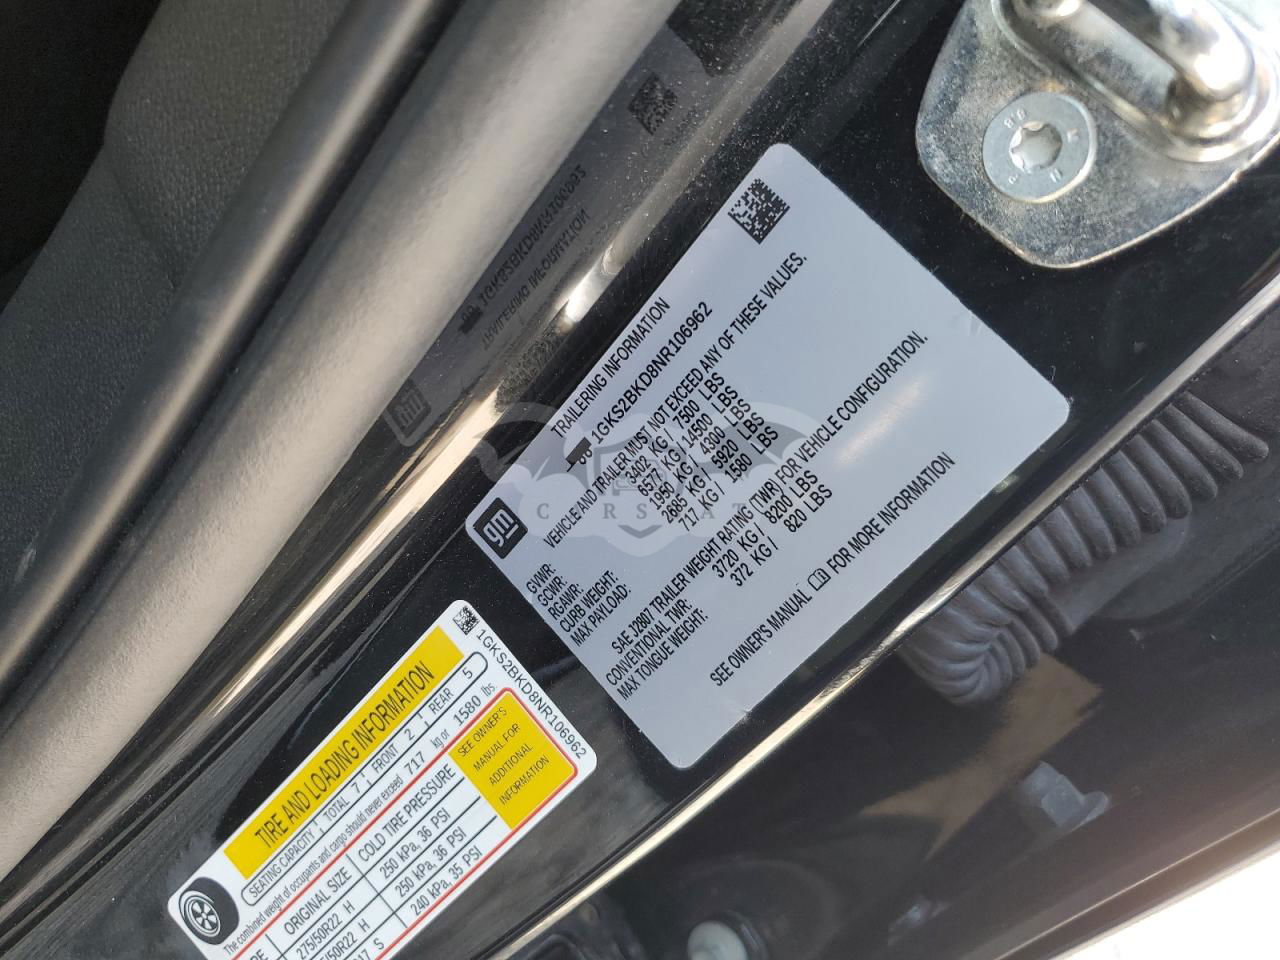 TRAILERING INFORMATION
1GKS2BKD8NR106962
VEHICLE AND TRAILER MUST NOT EXCEED ANY OF THESE VALUES.
GVWR: 3402 KG / 7500 LBS
GCWR: 6577 KG / 14500 LBS
RGAWR: 1950 KG / 4300 LBS
CURB WEIGHT: 2685 KG / 5920 LBS
MAX PAYLOAD: 717 KG / 1580 LBS
SAE J2807 TRAILER WEIGHT RATING (TWR) FOR VEHICLE CONFIGURATION.
CONVENTIONAL TWR: 3720 KG / 8200 LBS
MAX TONGUE WEIGHT: 372 KG / 820 LBS
SEE OWNER'S MANUAL FOR MORE INFORMATION
gm
1GKS2BKD8NR106962
TIRE AND LOADING INFORMATION
SEATING CAPACITY TOTAL 7 FRONT 2 REAR 5
The combined weight of occupants and cargo should never exceed 717 kg or 1580 lbs.
ORIGINAL SIZE COLD TIRE PRESSURE
275/50R22 H 250 kPa, 36 PSI
/50R22 H 250 kPa, 36 PSI
S 240 kPa, 35 PSI
SEE OWNER'S
MANUAL FOR
ADDITIONAL
INFORMATION